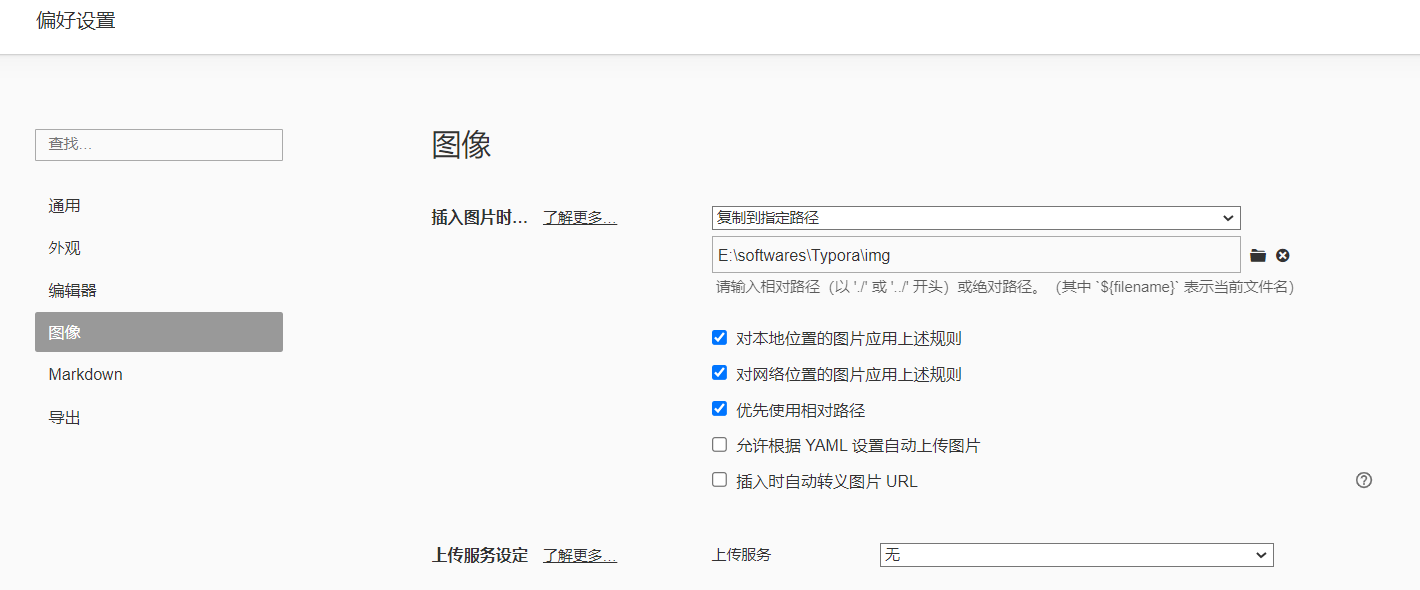 偏好设置
查找...
通用
外观
编辑器
图像
Markdown
导出
图像
插入图片时... 了解更多...
复制到指定路径
E:\softwares\Typora\img
请输入相对路径（以 './' 或 '../' 开头）或绝对路径。（其中 `${filename}` 表示当前文件名）
对本地位置的图片应用上述规则
对网络位置的图片应用上述规则
优先使用相对路径
允许根据 YAML 设置自动上传图片
插入时自动转义图片 URL
上传服务设定 了解更多... 上传服务 无